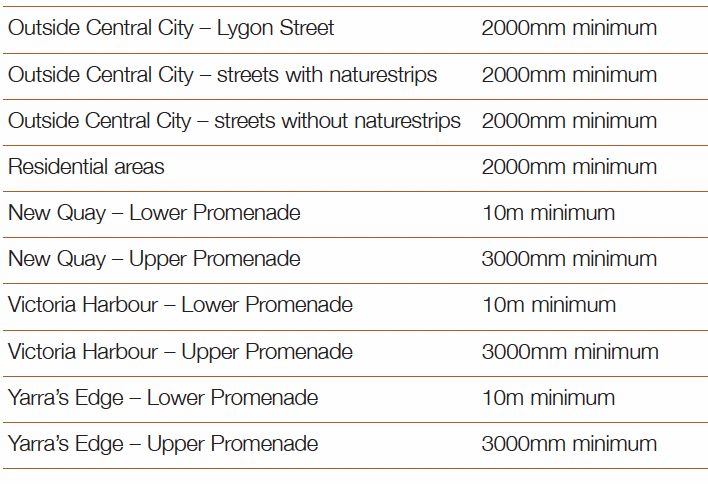 Outside Central City – Lygon Street 2000mm minimum
Outside Central City – streets with naturestrips 2000mm minimum
Outside Central City – streets without naturestrips 2000mm minimum
Residential areas 2000mm minimum
New Quay – Lower Promenade 10m minimum
New Quay – Upper Promenade 3000mm minimum
Victoria Harbour – Lower Promenade 10m minimum
Victoria Harbour – Upper Promenade 3000mm minimum
Yarra’s Edge – Lower Promenade 10m minimum
Yarra’s Edge – Upper Promenade 3000mm minimum